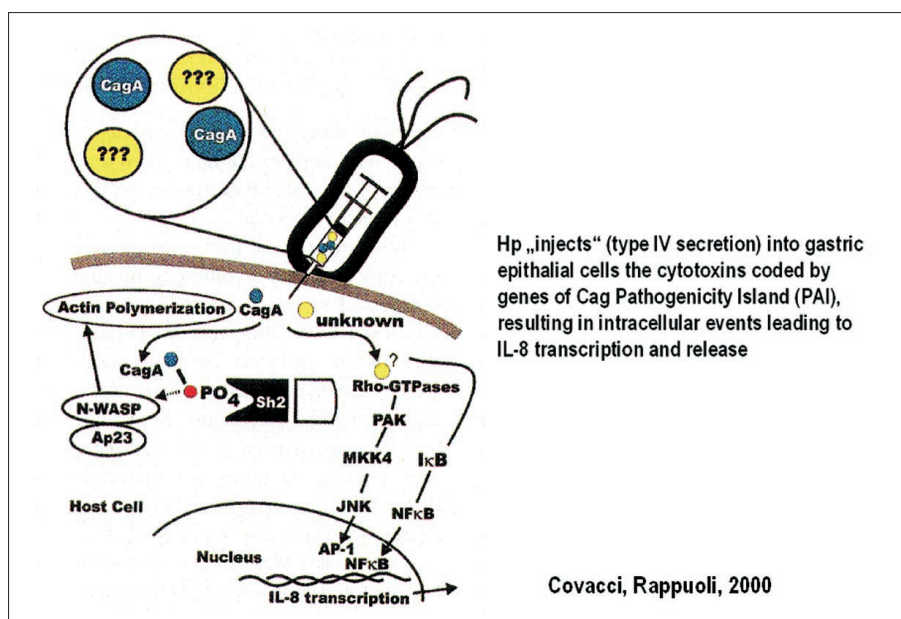 CagA
???
???
CagA
Actin Polymerization
CagA
unknown
CagA
?
Rho-GTPases
PO4
Sh2
N-WASP
Ap23
PAK
MKK4
IκB
JNK
NFκB
Host Cell
Nucleus
AP-1
NFκB
IL-8 transcription
Hp „injects“ (type IV secretion) into gastric
epithalial cells the cytotoxins coded by
genes of Cag Pathogenicity Island (PAI),
resulting in intracellular events leading to
IL-8 transcription and release
Covacci, Rappuoli, 2000